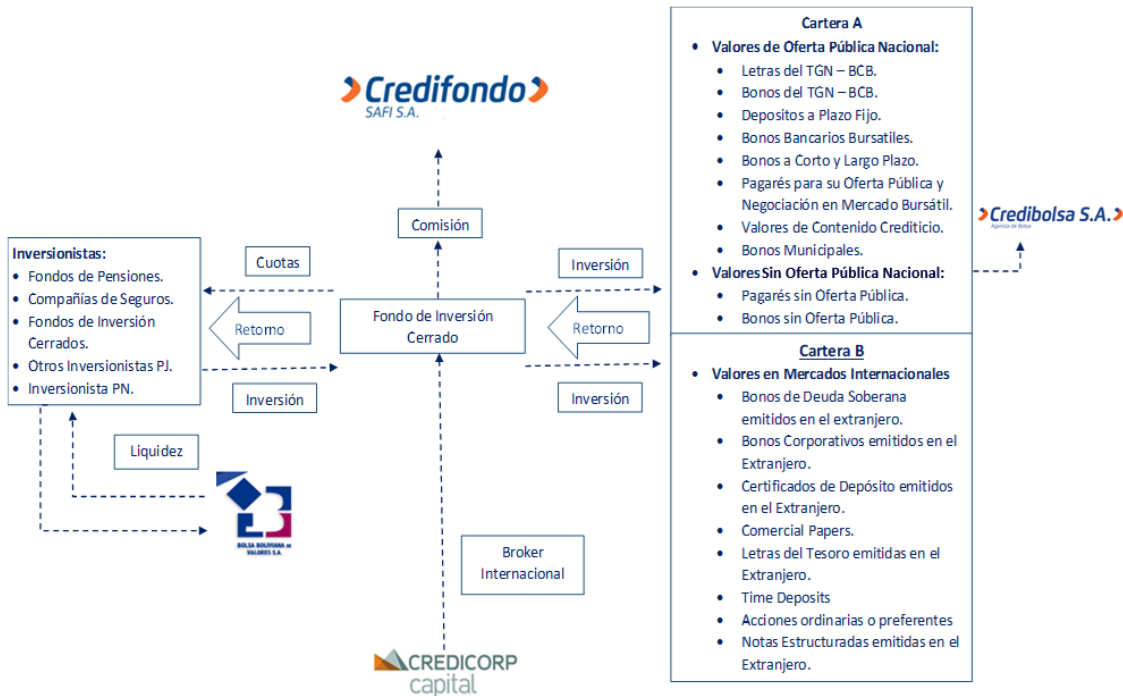 Credifondo
SAFI S.A.
Comisión
Inversionistas:
• Fondos de Pensiones.
• Compañías de Seguros.
• Fondos de Inversión
Cerrados.
• Otros Inversionistas PJ.
• Inversionista PN.
Cuotas
Retorno
Inversión
Liquidez
BOLSA BOLIVIANA DE
VALORES S.A.
Fondo de Inversión
Cerrado
Broker
Internacional
CREDICORP
capital
Inversión
Retorno
Inversión
Cartera A
• Valores de Oferta Pública Nacional:
• Letras del TGN – BCB.
• Bonos del TGN – BCB.
• Depositos a Plazo Fijo.
• Bonos Bancarios Bursatiles.
• Bonos a Corto y Largo Plazo.
• Pagarés para su Oferta Pública y
Negociación en Mercado Bursátil.
• Valores de Contenido Crediticio.
• Bonos Municipales.
• Valores Sin Oferta Pública Nacional:
• Pagarés sin Oferta Pública.
• Bonos sin Oferta Pública.
Cartera B
• Valores en Mercados Internacionales
• Bonos de Deuda Soberana
emitidos en el extranjero.
• Bonos Corporativos emitidos en el
Extranjero.
• Certificados de Depósito emitidos
en el Extranjero.
• Comercial Papers.
• Letras del Tesoro emitidas en el
Extranjero.
• Time Deposits
• Acciones ordinarias o preferentes
• Notas Estructuradas emitidas en el
Extranjero.
Credibolsa S.A.
Agencia de Bolsa